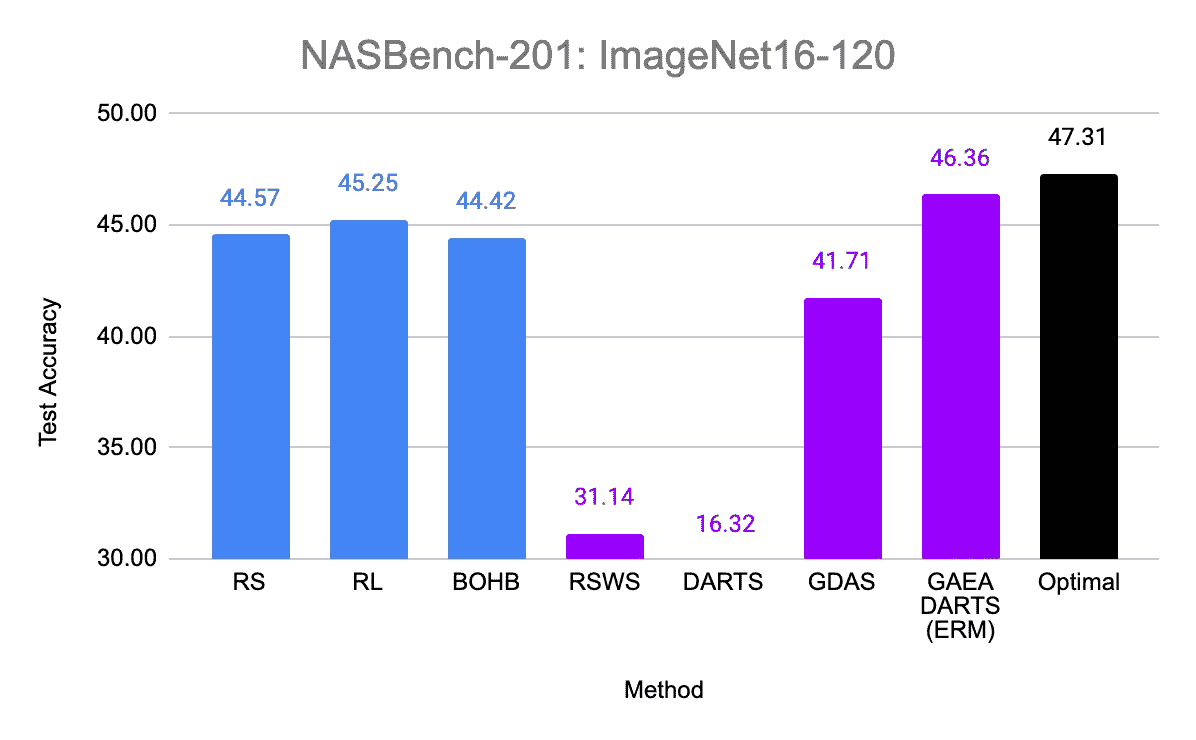 NASBench-201: ImageNet16-120
50.00
45.00
40.00
35.00
30.00
Test Accuracy
44.57
45.25
44.42
31.14
16.32
41.71
46.36
47.31
RS
RL
BOHB
RSWS
DARTS
GDAS
GAEA
DARTS
(ERM)
Optimal
Method